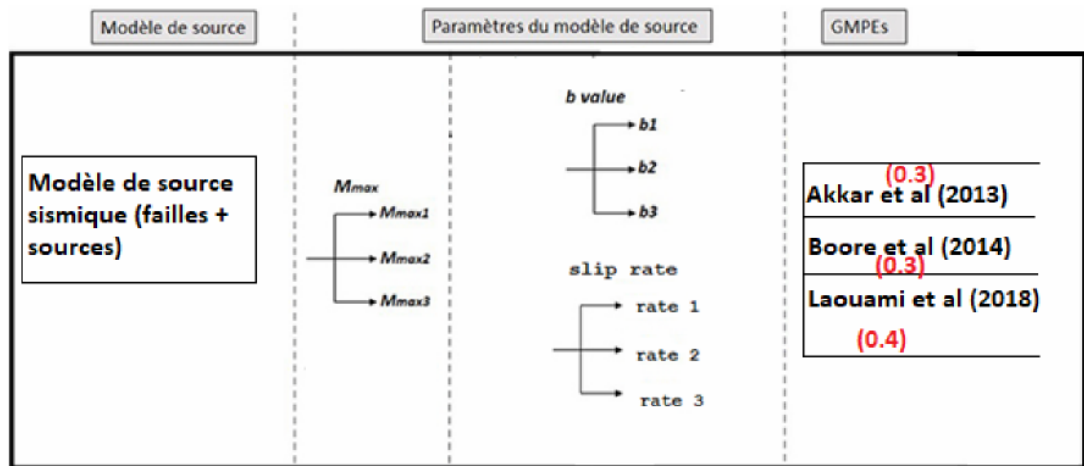 Modèle de source
Paramètres du modèle de source
GMPEs
Modèle de source
sismique (failles +
sources)
Mmax
Mmax1
Mmax2
Mmax3
b value
b1
b2
b3
slip rate
rate 1
rate 2
rate 3
(0.3)
Akkar et al (2013)
Boore et al (2014)
(0.3)
Laouami et al (2018)
(0.4)